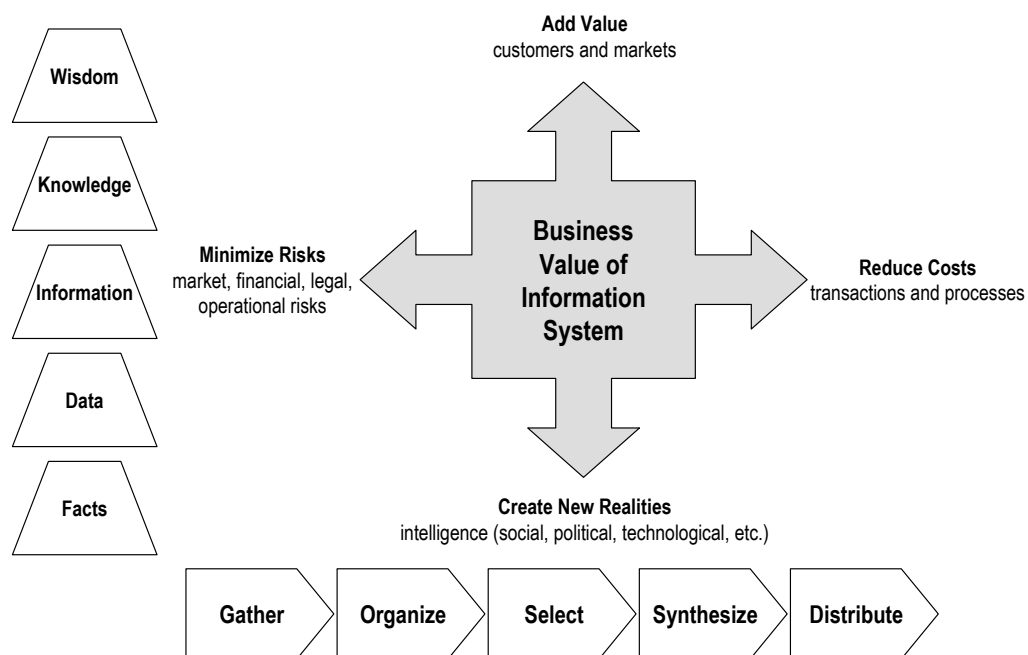 Add Value
customers and markets
Wisdom
Knowledge
Information
Data
Facts
Minimize Risks
market, financial, legal,
operational risks
Business
Value of
Information
System
Reduce Costs
transactions and processes
Create New Realities
intelligence (social, political, technological, etc.)
Gather
Organize
Select
Synthesize
Distribute